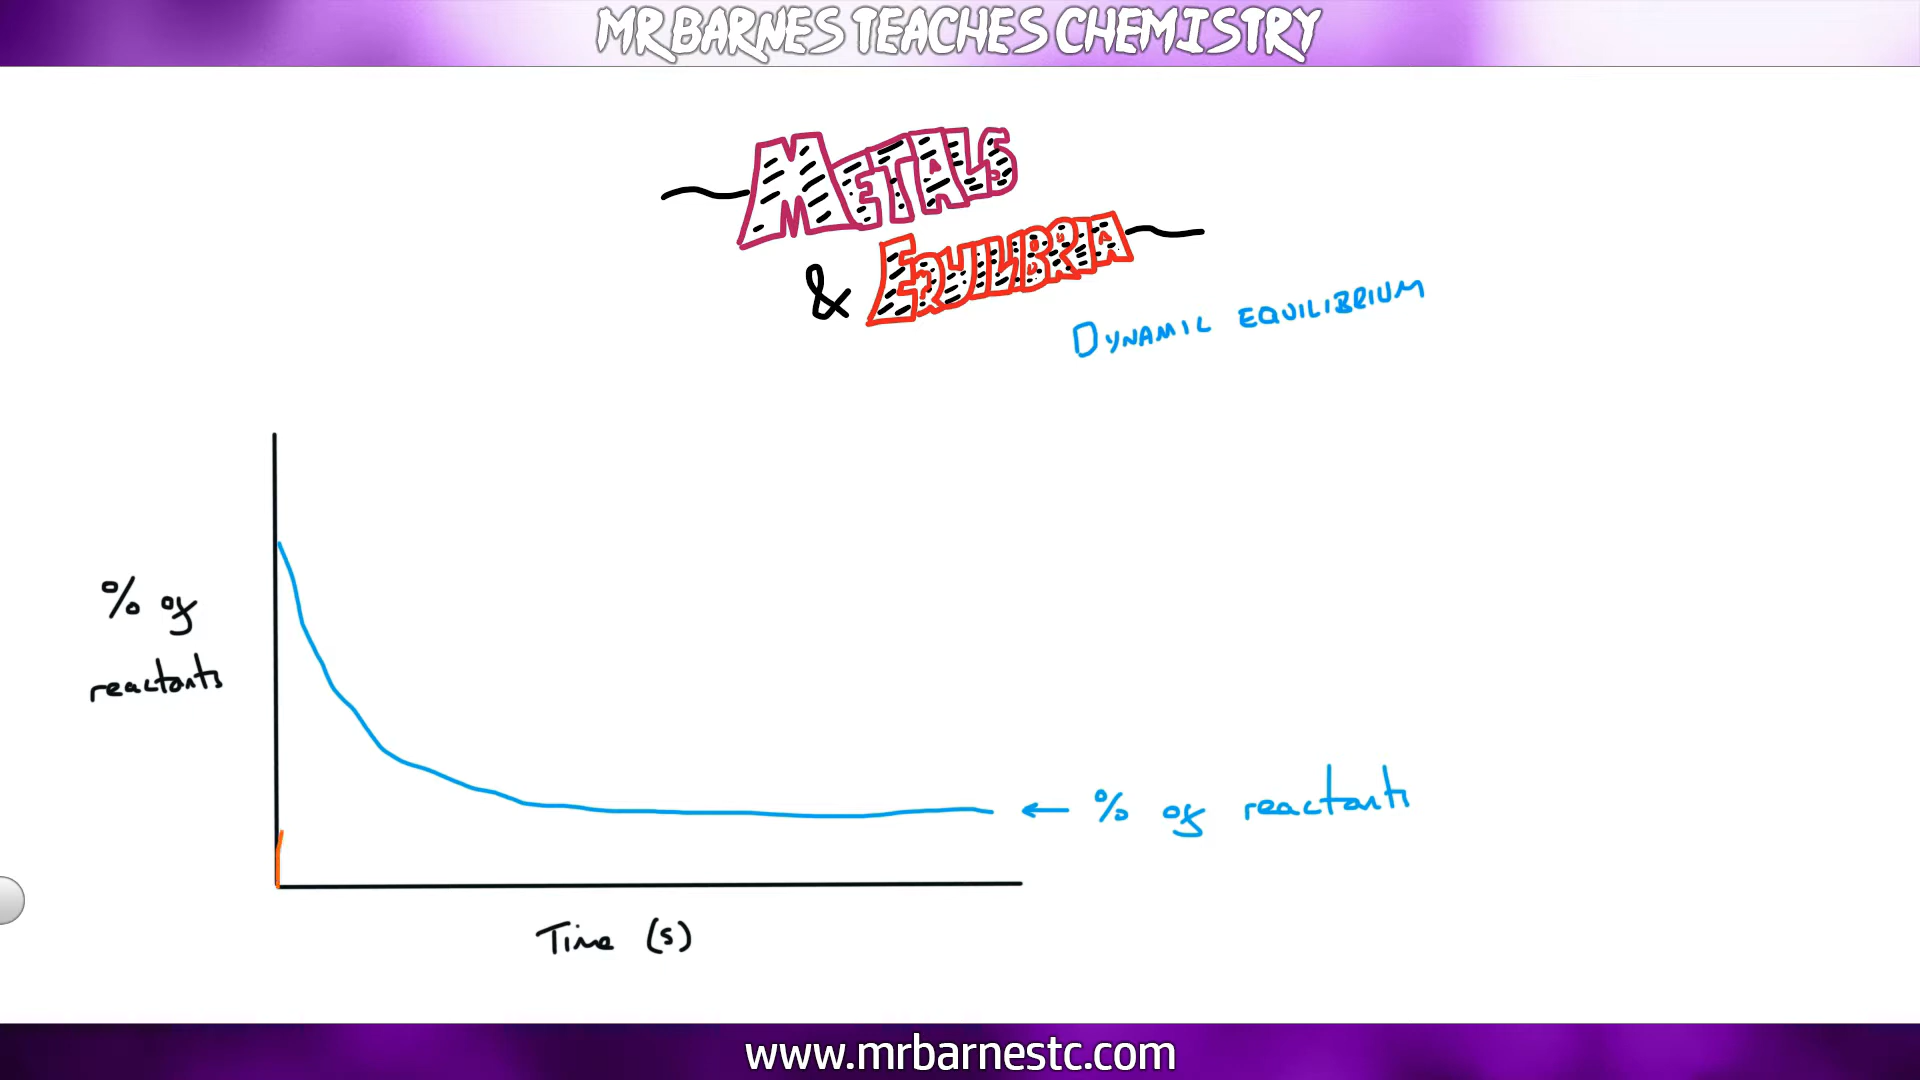 MR BARNES TEACHES CHEMISTRY
METALS
& EQUILIBRIA
DYNAMIC EQUILIBRIUM
% of
reactants
← % of reactants
Time (s)
www.mrbarnestc.com